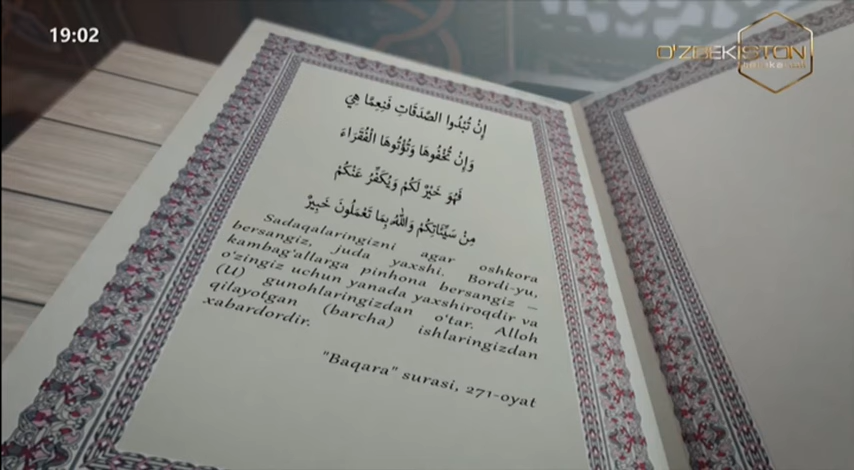 19:02
O'ZBEKISTON
إِنْ تُبْدُوا الصَّدَقَاتِ فَنِعِمَّا هِيَ
وَإِنْ تُخْفُوهَا وَتُؤْتُوهَا الْفُقَرَاءَ
فَهُوَ خَيْرٌ لَكُمْ وَيُكَفِّرُ عَنْكُمْ
مِنْ سَيِّئَاتِكُمْ وَاللَّهُ بِمَا تَعْمَلُونَ خَبِيرٌ
Sadaqalaringizni agar oshkora
bersangiz, juda yaxshi. Bordi-yu,
kambag'allarga pinhona bersangiz –
o'zingiz uchun yanada yaxshiroqdir va
(U) gunohlaringizdan o'tar. Alloh
qilayotgan (barcha) ishlaringizdan
xabardordir.
"Baqara" surasi, 271-oyat